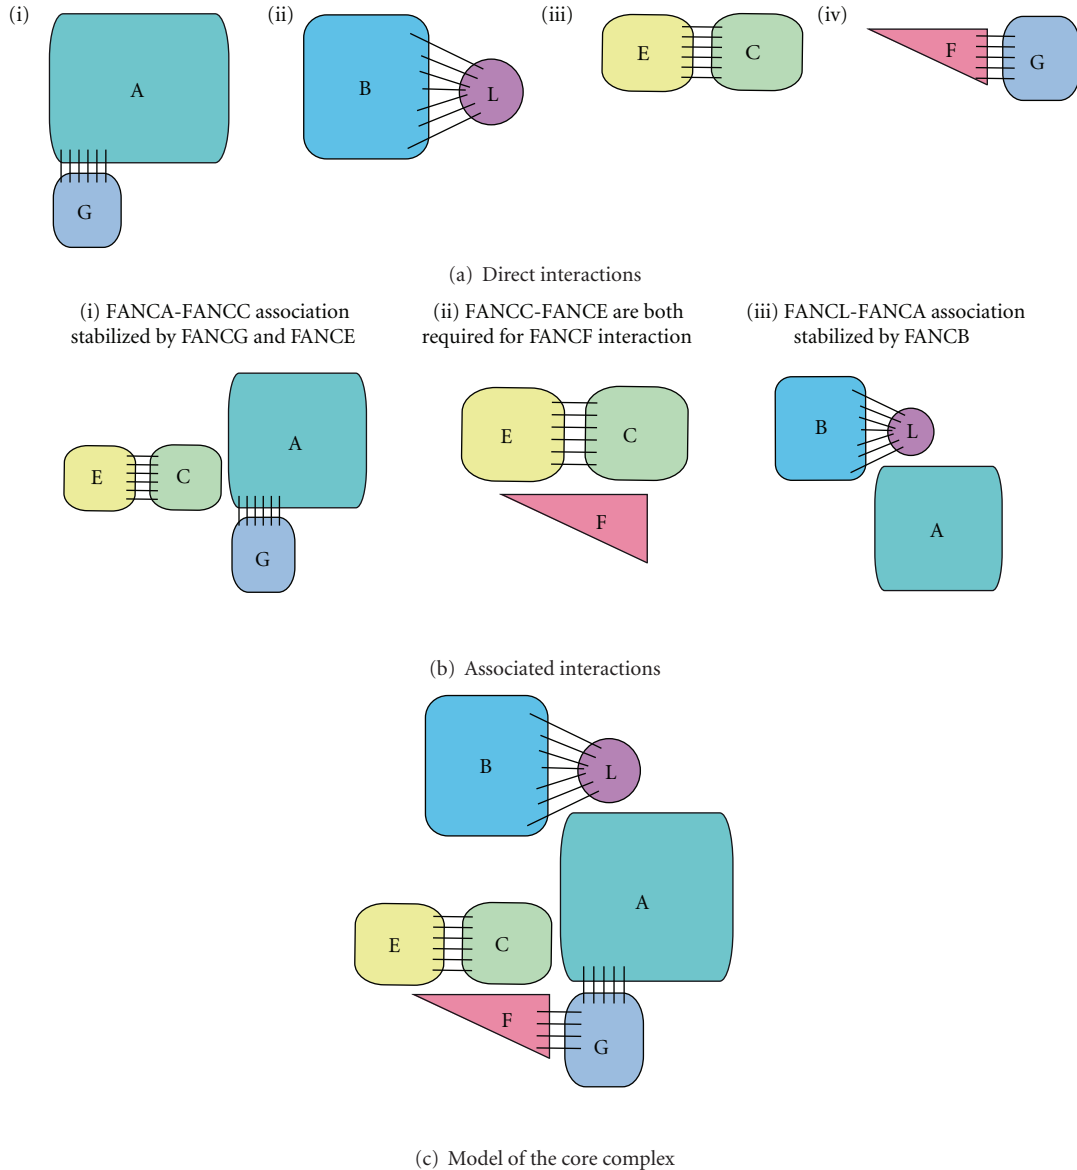 (i)
(ii)
(iii)
(iv)
A
G
B
L
E
C
F
G
(a) Direct interactions
(i) FANCA-FANCC association
stabilized by FANCG and FANCE
(ii) FANCC-FANCE are both
required for FANCF interaction
(iii) FANCL-FANCA association
stabilized by FANCB
E
C
A
G
E
C
F
B
L
A
(b) Associated interactions
B
L
A
E
C
F
G
(c) Model of the core complex